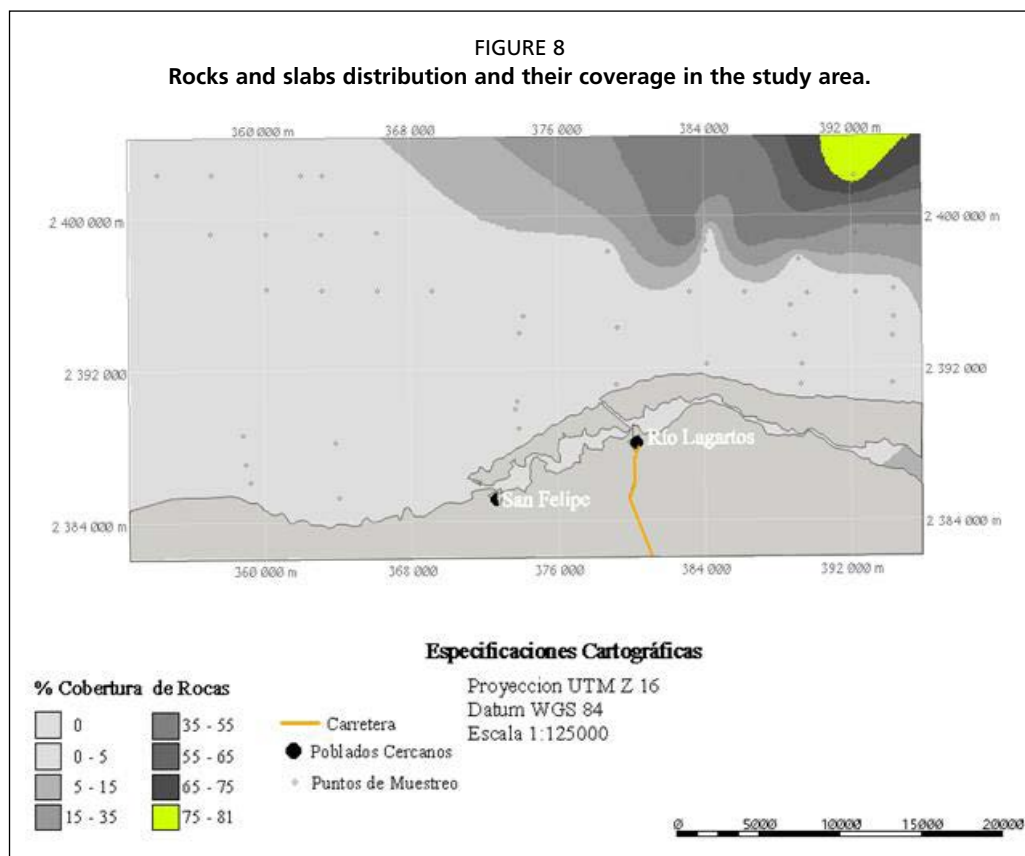 FIGURE 8
Rocks and slabs distribution and their coverage in the study area.
360 000 m 368 000 376 000 384 000 392 000 m
2 400 000 m 2 400 000 m
2 392 000 2 392 000 m
Río Lagartos
San Felipe
2 384 000 m 2 384 000 m
360 000 m 368 000 376 000 384 000 392 000 m
Especificaciones Cartográficas
Proyeccion UTM Z 16
Datum WGS 84
Escala 1:125000
% Cobertura de Rocas
0 35 - 55
0 - 5 55 - 65
5 - 15 65 - 75
15 - 35 75 - 81
Carretera
Poblados Cercanos
Puntos de Muestreo
0 5000 10000 15000 20000